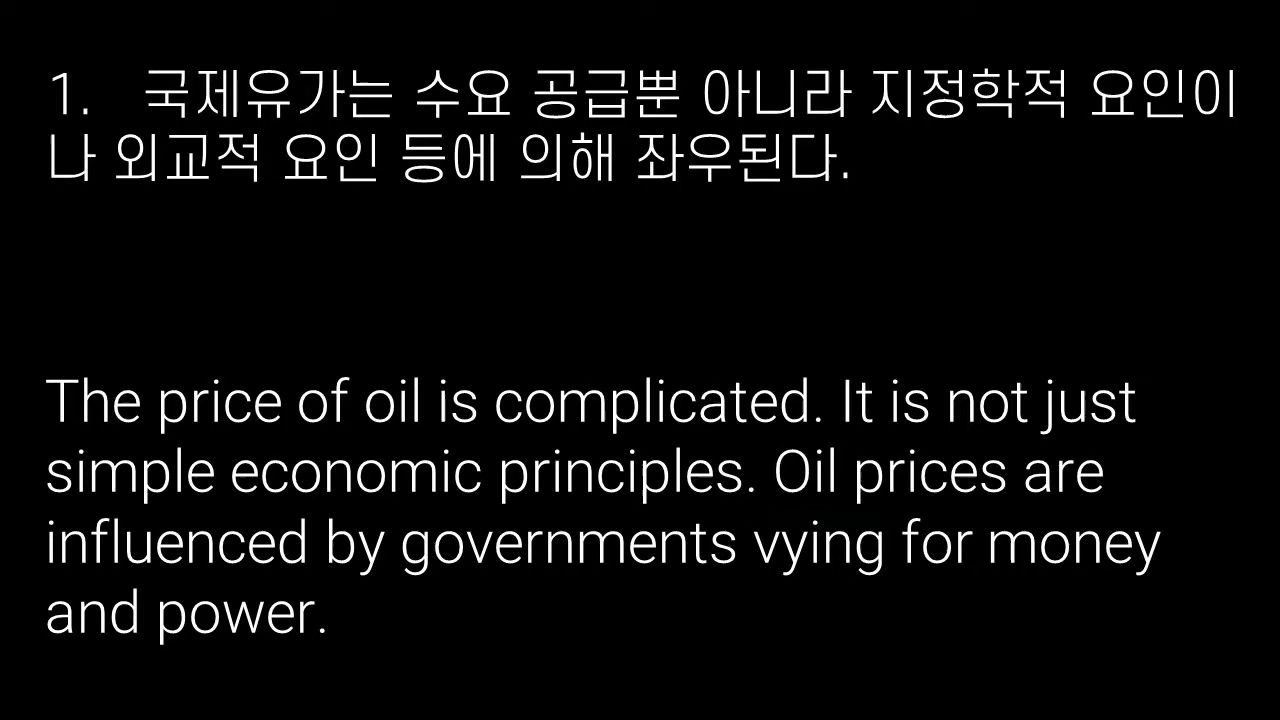 1. 국제유가는 수요 공급뿐 아니라 지정학적 요인이
나 외교적 요인 등에 의해 좌우된다.
The price of oil is complicated. It is not just
simple economic principles. Oil prices are
influenced by governments vying for money
and power.